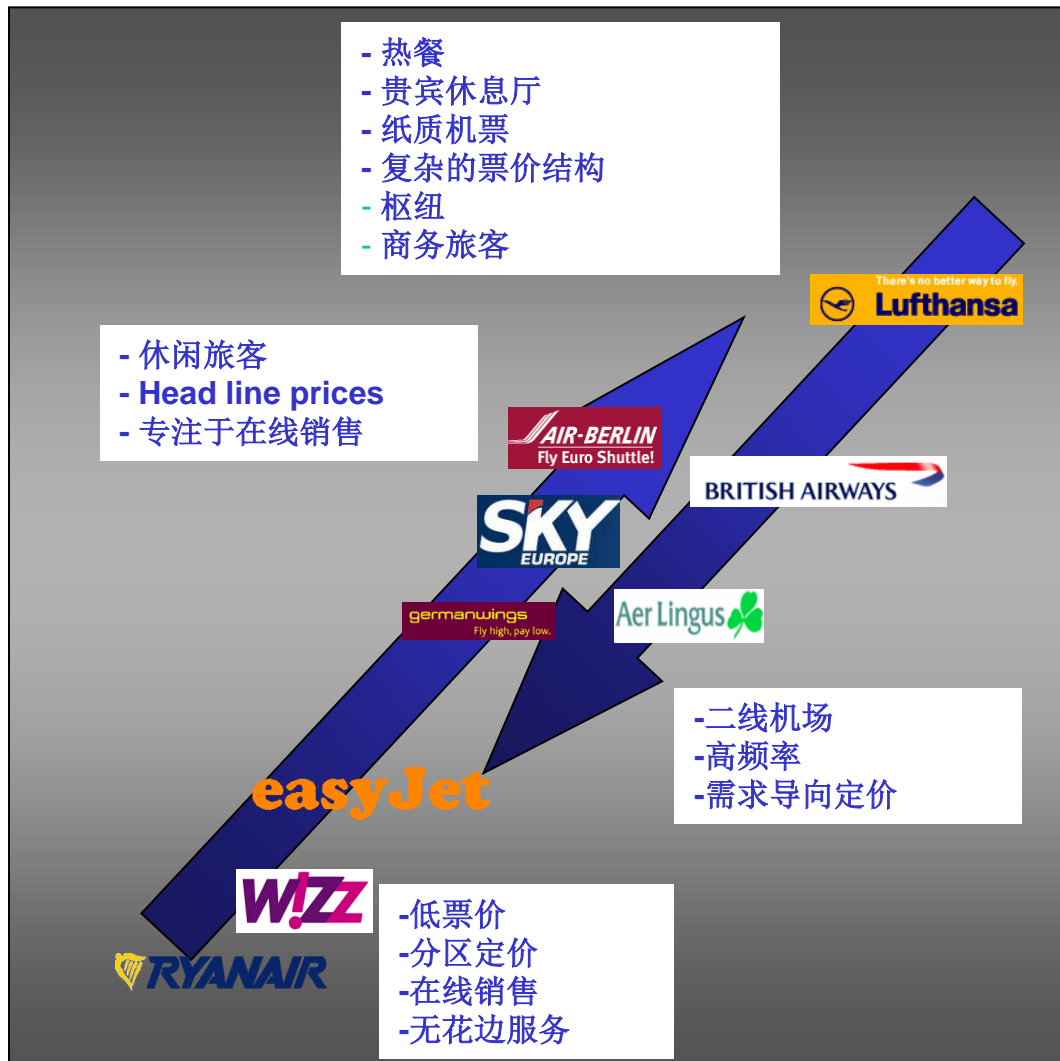 - 热餐
- 贵宾休息厅
- 纸质机票
- 复杂的票价结构
- 枢纽
- 商务旅客
There's no better way to fly.
Lufthansa
- 休闲旅客
- Head line prices
- 专注于在线销售
AIR-BERLIN
Fly Euro Shuttle!
BRITISH AIRWAYS
SKY
EUROPE
germanwings
Fly high, pay low.
Aer Lingus
-二线机场
-高频率
-需求导向定价
easyJet
W!ZZ
-低票价
-分区定价
-在线销售
-无花边服务
RYANAIR